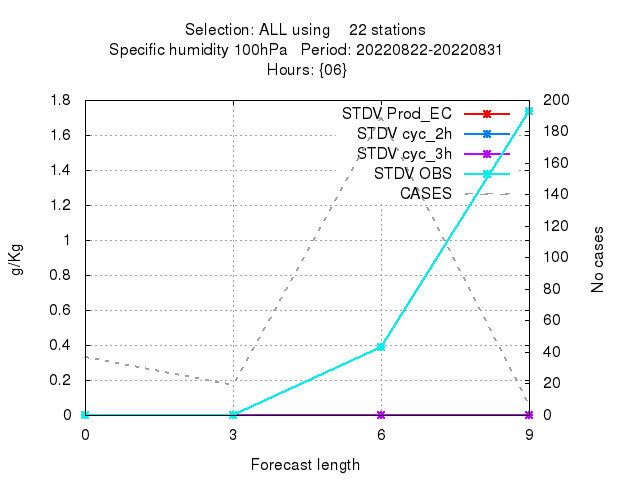 Selection: ALL using    22 stations
Specific humidity 100hPa   Period: 20220822-20220831
Hours: {06}
1.8
1.6
1.4
1.2
1
0.8
0.6
0.4
0.2
0
g/Kg
STDV Prod_EC
STDV cyc_2h
STDV cyc_3h
STDV OBS
CASES
200
180
160
140
120
100
80
60
40
20
0
No cases
0 3 6 9
Forecast length